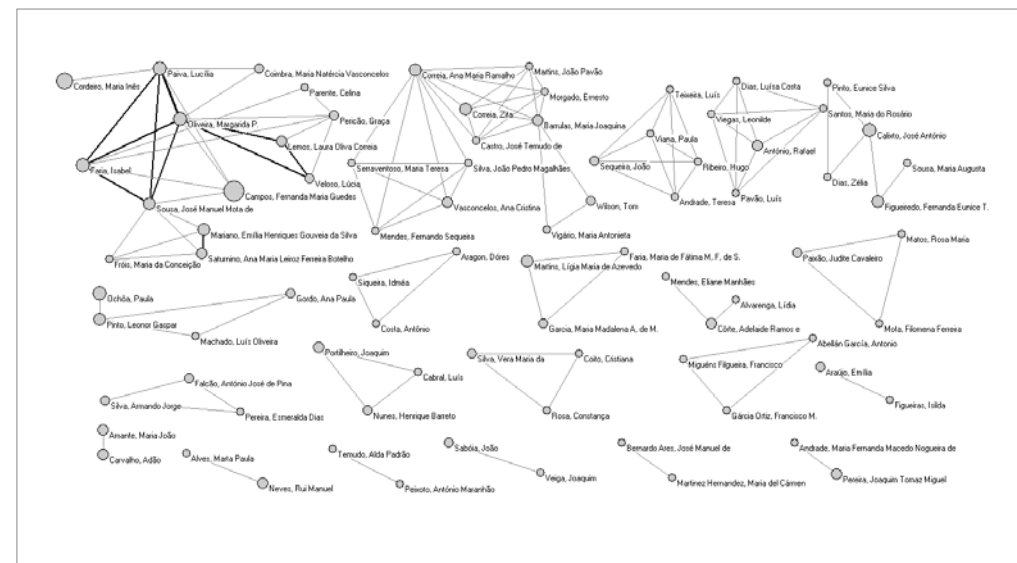 Cordeiro, Maria Inês
Paiva, Lucília
Coimbra, Maria Natércia Vasconcelos
Parente, Celina
Oliveira, Margarida P.
Pericão, Graça
Lemos, Laura Oliva Correia
Faria, Isabel
Veloso, Lúcia
Campos, Fernanda Maria Guedes
Sousa, José Manuel Mota de
Mariano, Emília Henriques Gouveia da Silva
Saturnino, Ana Maria Leiroz Ferreira Botelho
Fróis, Maria da Conceição
Correia, Ana Maria Ramalho
Martins, João Pavão
Morgado, Ernesto
Correia, Zita
Barrulas, Maria Joaquina
Castro, José Temudo de
Semaventoso, Maria Teresa
Silva, João Pedro Magalhães
Vasconcelos, Ana Cristina
Wilson, Tom
Mendes, Fernando Sequeira
Vigário, Maria Antonieta
Teixeira, Luís
Dias, Luísa Costa
Pinto, Eunice Silva
Viegas, Leonilde
Santos, Maria do Rosário
Viana, Paula
António, Rafael
Calixto, José António
Sequeira, João
Ribeiro, Hugo
Dias, Zélia
Sousa, Maria Augusta
Andrade, Teresa
Pavão, Luís
Figueiredo, Fernanda Eunice T.
Aragon, Dóres
Siqueira, Idméa
Costa, António
Martins, Lígia Maria de Azevedo
Faria, Maria de Fátima M. F. de S.
Garcia, Maria Madalena A. de M.
Mendes, Eliane Manhães
Alvarenga, Lídia
Côrte, Adelaide Ramos e
Matos, Rosa Maria
Paixão, Judite Cavaleiro
Mota, Filomena Ferreira
Ochôa, Paula
Gordo, Ana Paula
Pinto, Leonor Gaspar
Machado, Luís Oliveira
Portilheiro, Joaquim
Cabral, Luís
Nunes, Henrique Barreto
Silva, Vera Maria da
Coito, Cristiana
Rosa, Constança
Abellán García, Antonio
Miguéns Filgueira, Francisco
Gárcia Ortiz, Francisco M.
Araújo, Emília
Figueiras, Isilda
Falcão, António José de Pina
Silva, Armando Jorge
Pereira, Esmeralda Dias
Amante, Maria João
Carvalho, Adão
Alves, Marta Paula
Neves, Rui Manuel
Temudo, Alda Padrão
Peixoto, António Maranhão
Sabóia, João
Veiga, Joaquim
Bernardo Ares, José Manuel de
Martinez Hernandez, Maria del Cármen
Andrade, Maria Fernanda Macedo Nogueira de
Pereira, Joaquim Tomaz Miguel